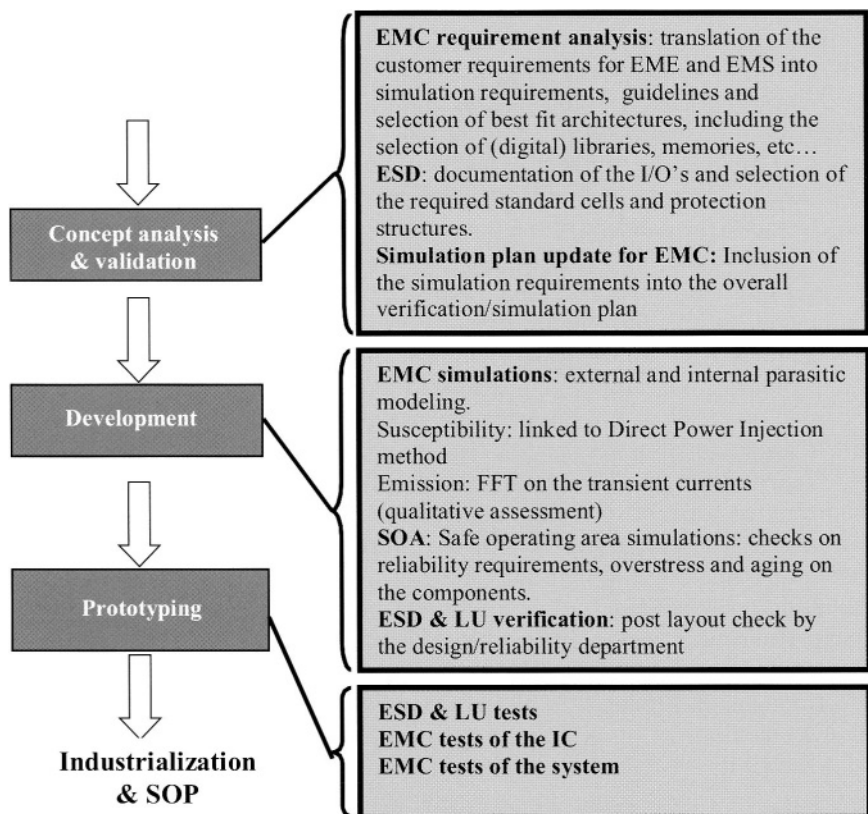 EMC requirement analysis: translation of the
customer requirements for EME and EMS into
simulation requirements, guidelines and
selection of best fit architectures, including the
selection of (digital) libraries, memories, etc…
ESD: documentation of the I/O's and selection of
the required standard cells and protection
structures.
Simulation plan update for EMC: Inclusion of
the simulation requirements into the overall
verification/simulation plan
Concept analysis
& validation
EMC simulations: external and internal parasitic
modeling.
Susceptibility: linked to Direct Power Injection
method
Emission: FFT on the transient currents
(qualitative assessment)
SOA: Safe operating area simulations: checks on
reliability requirements, overstress and aging on
the components.
ESD & LU verification: post layout check by
the design/reliability department
Development
Prototyping
ESD & LU tests
EMC tests of the IC
EMC tests of the system
Industrialization
& SOP